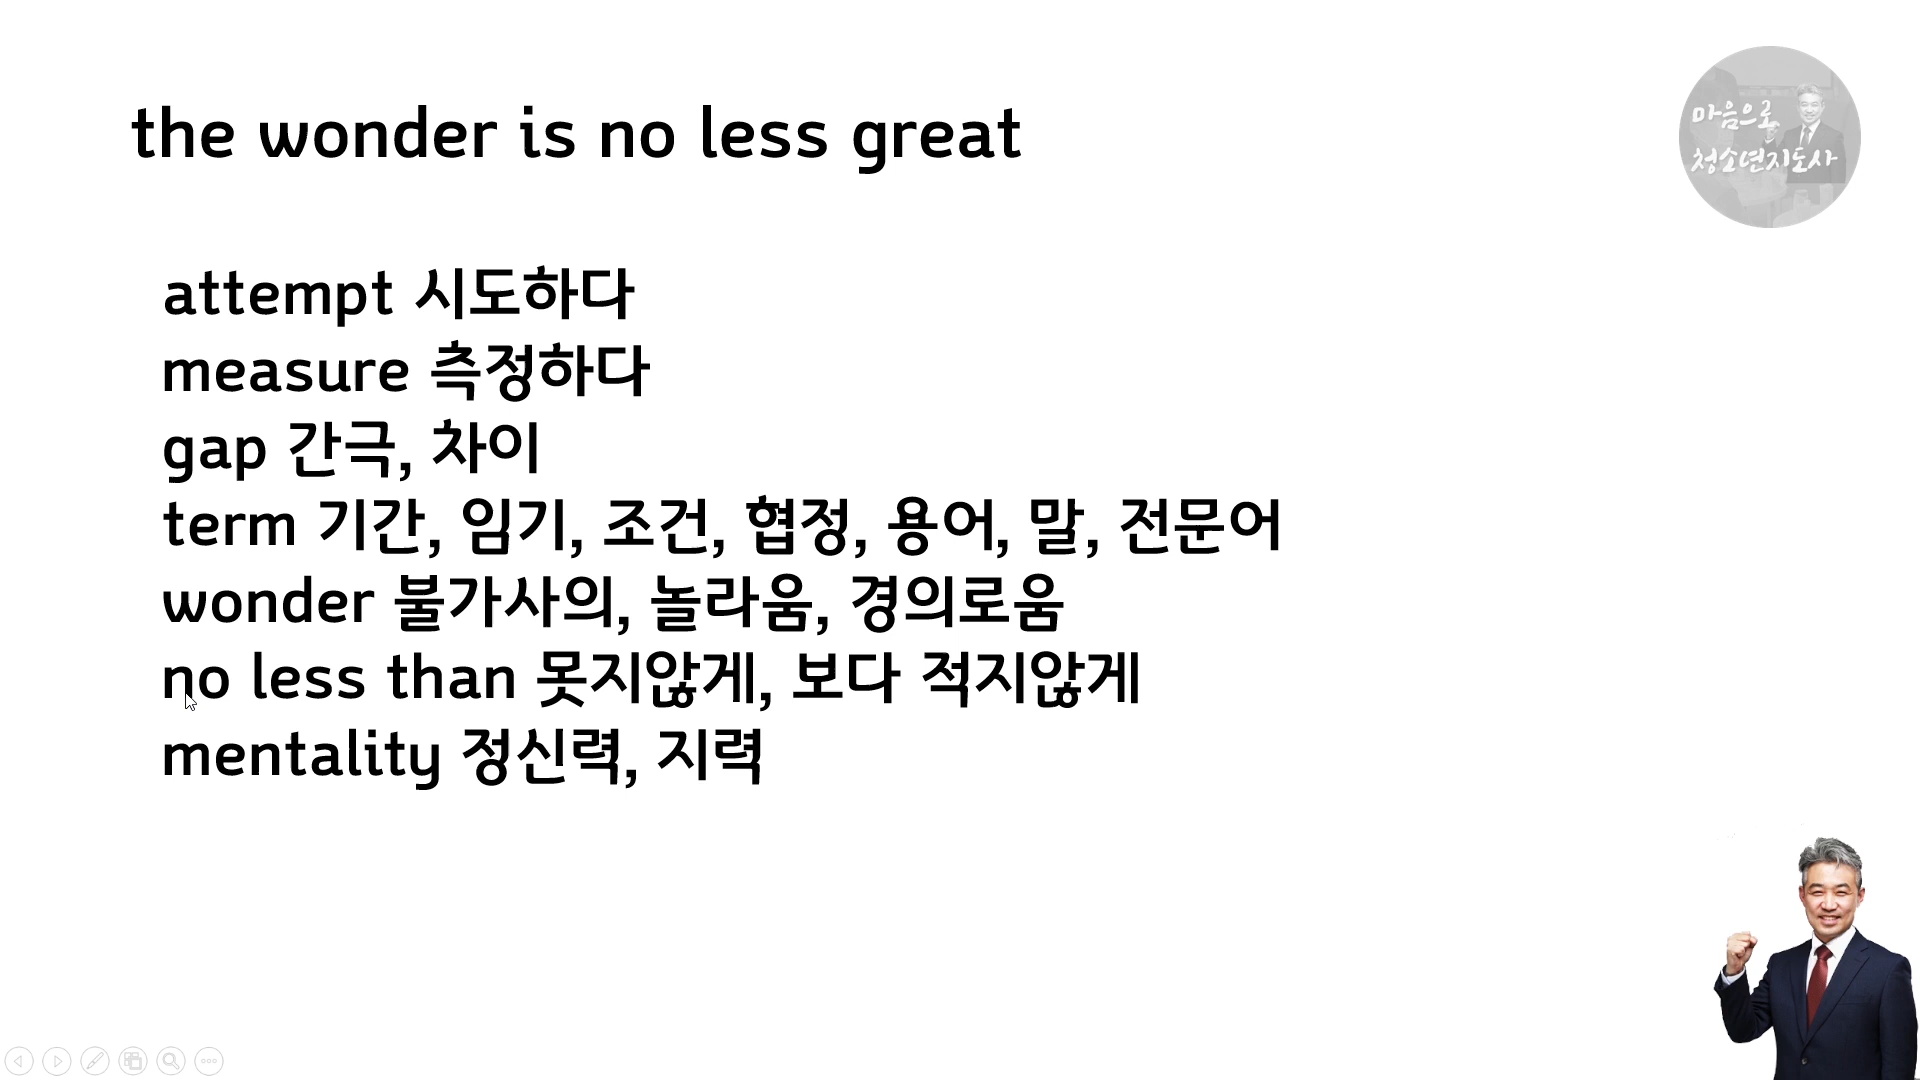 the wonder is no less great
마음으로
청소년지도사
attempt 시도하다
measure 측정하다
gap 간극, 차이
term 기간, 임기, 조건, 협정, 용어, 말, 전문어
wonder 불가사의, 놀라움, 경의로움
no less than 못지않게, 보다 적지않게
mentality 정신력, 지력